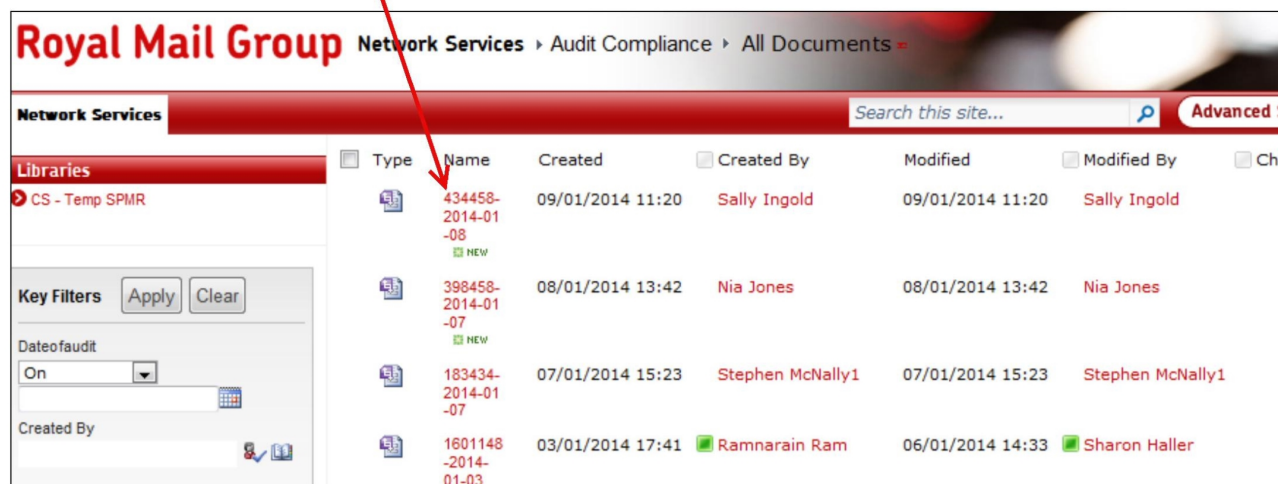 Royal Mail Group Network Services ▸ Audit Compliance ▸ All Documents
Network Services
Search this site...
Advanced
Libraries
CS - Temp SPMR
Key Filters Apply Clear
Dateofaudit
On
Created By
Type Name Created Created By Modified Modified By Ch
434458- 09/01/2014 11:20 Sally Ingold 09/01/2014 11:20 Sally Ingold
2014-01
-08
NEW
398458- 08/01/2014 13:42 Nia Jones 08/01/2014 13:42 Nia Jones
2014-01
-07
NEW
183434- 07/01/2014 15:23 Stephen McNally1 07/01/2014 15:23 Stephen McNally1
2014-01
-07
1601148 03/01/2014 17:41 Ramnarain Ram 06/01/2014 14:33 Sharon Haller
-2014-
01-03